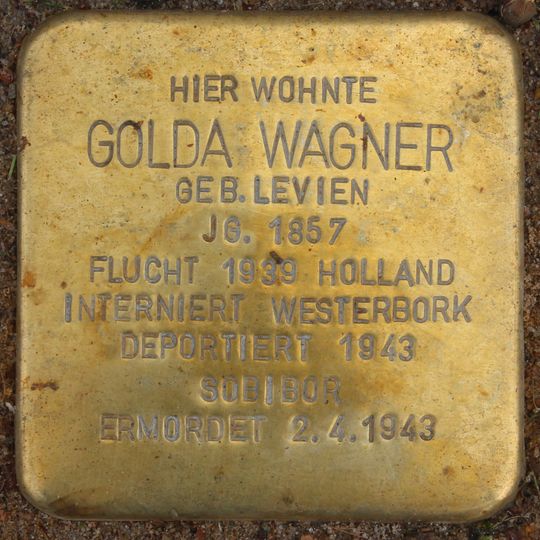 HIER WOHNTE
GOLDA WAGNER
GEB. LEVIEN
JG. 1857
FLUCHT 1939 HOLLAND
INTERNIERT WESTERBORK
DEPORTIERT 1943
SOBIBOR
ERMORDET 2.4.1943